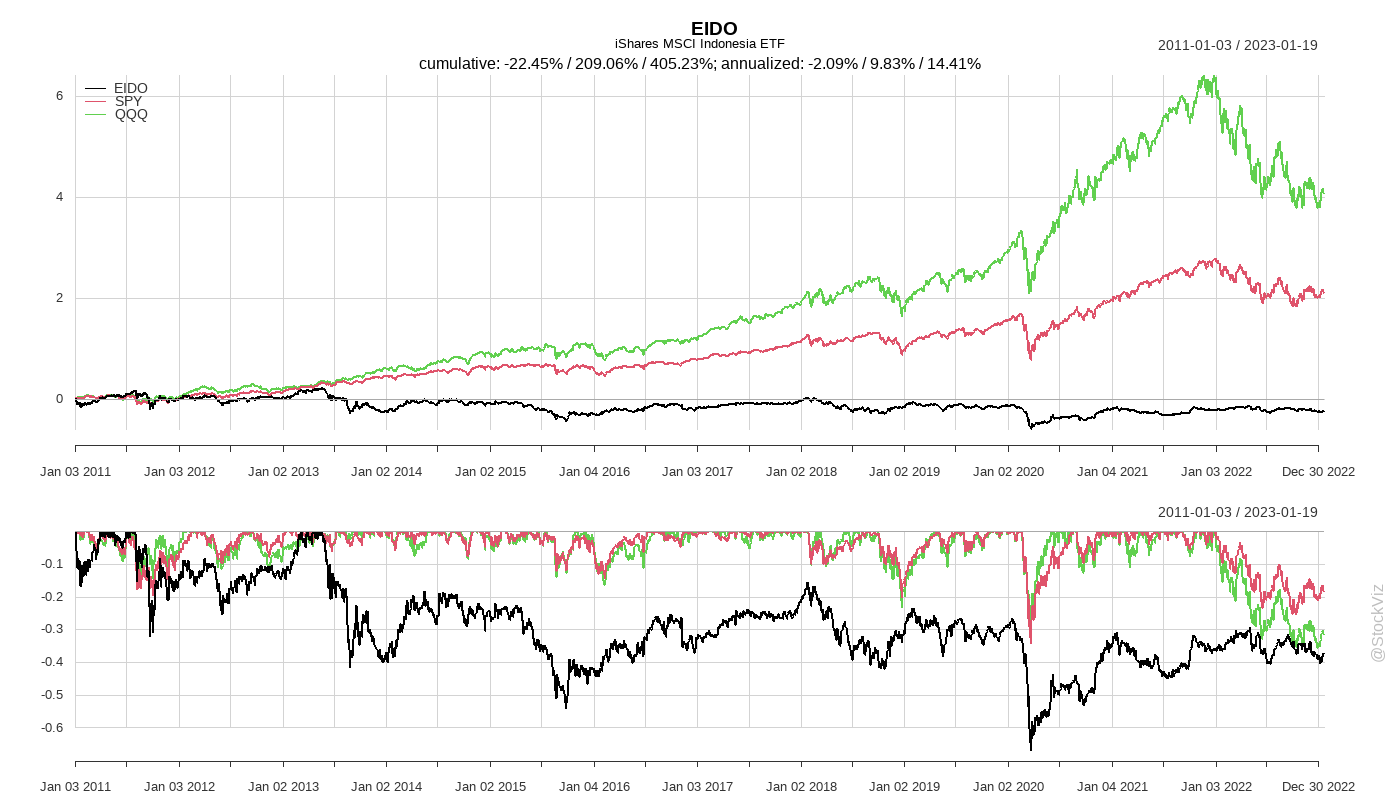 EIDO
iShares MSCI Indonesia ETF
2011-01-03 / 2023-01-19
cumulative: -22.45% / 209.06% / 405.23%; annualized: -2.09% / 9.83% / 14.41%
EIDO
SPY
QQQ
6
4
2
0
Jan 03 2011 Jan 03 2012 Jan 02 2013 Jan 02 2014 Jan 02 2015 Jan 04 2016 Jan 03 2017 Jan 02 2018 Jan 02 2019 Jan 02 2020 Jan 04 2021 Jan 03 2022 Dec 30 2022
2011-01-03 / 2023-01-19
-0.1
-0.2
-0.3
-0.4
-0.5
-0.6
Jan 03 2011 Jan 03 2012 Jan 02 2013 Jan 02 2014 Jan 02 2015 Jan 04 2016 Jan 03 2017 Jan 02 2018 Jan 02 2019 Jan 02 2020 Jan 04 2021 Jan 03 2022 Dec 30 2022
@StockViz